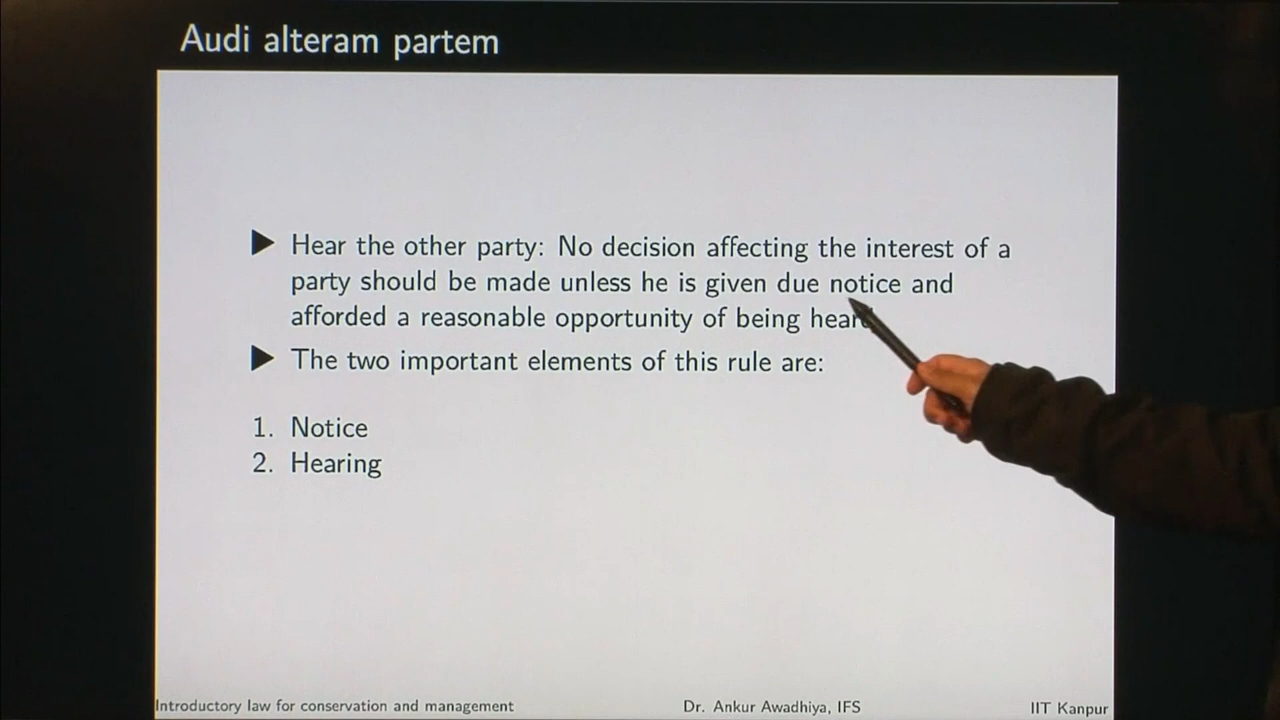 Audi alteram partem
▶ Hear the other party: No decision affecting the interest of a
party should be made unless he is given due notice and
afforded a reasonable opportunity of being heard
▶ The two important elements of this rule are:
1. Notice
2. Hearing
Introductory law for conservation and management Dr. Ankur Awadhiya, IFS IIT Kanpur